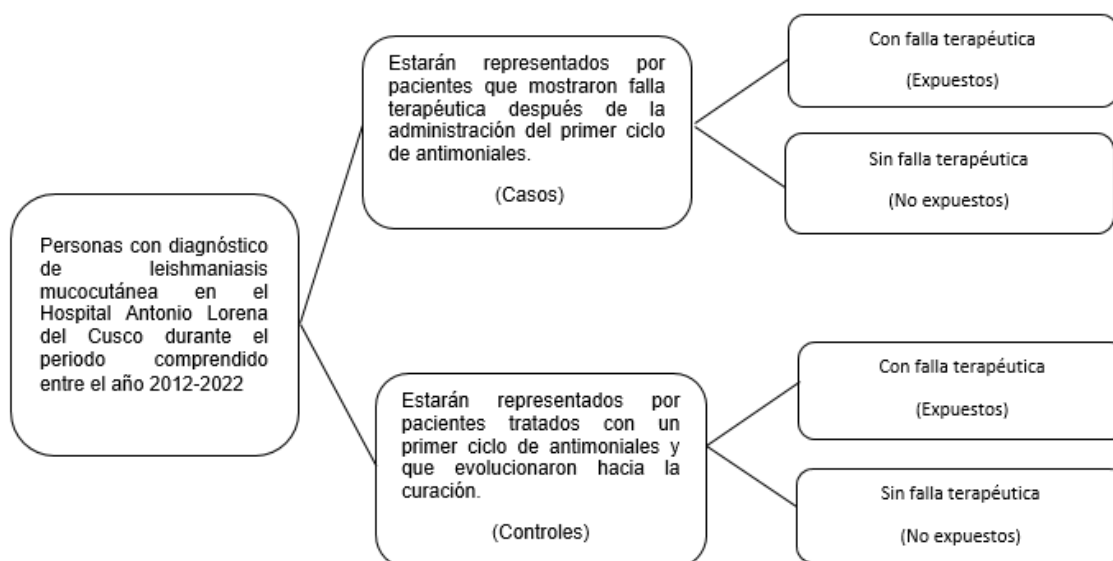 Personas con diagnóstico
de leishmaniasis
mucocutánea en el
Hospital Antonio Lorena
del Cusco durante el
periodo comprendido
entre el año 2012-2022
Estarán representados por
pacientes que mostraron falla
terapéutica después de la
administración del primer ciclo
de antimoniales.
(Casos)
Con falla terapéutica
(Expuestos)
Sin falla terapéutica
(No expuestos)
Estarán representados por
pacientes tratados con un
primer ciclo de antimoniales y
que evolucionaron hacia la
curación.
(Controles)
Con falla terapéutica
(Expuestos)
Sin falla terapéutica
(No expuestos)